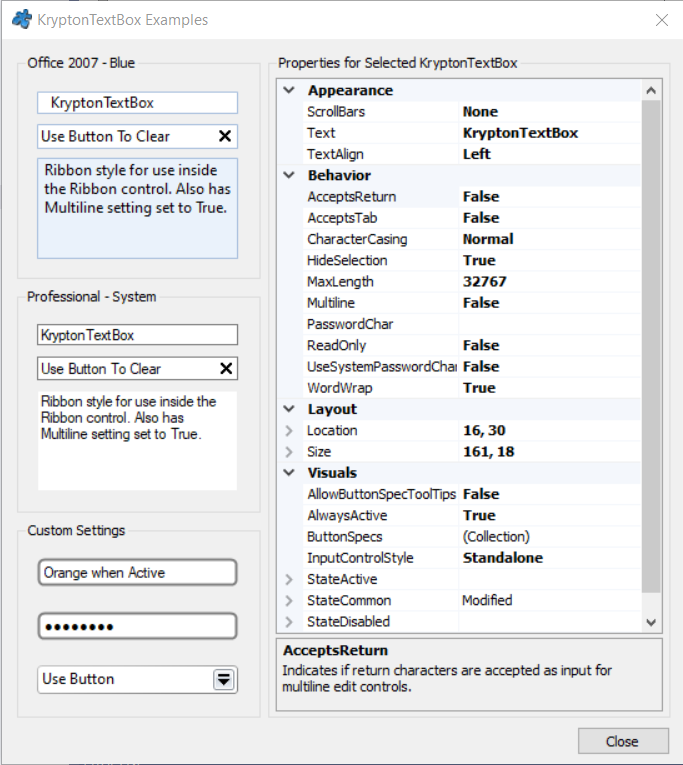 KryptonTextBox Examples
Office 2007 - Blue
KryptonTextBox
Use Button To Clear
Ribbon style for use inside
the Ribbon control. Also has
Multiline setting set to True.
Professional - System
KryptonTextBox
Use Button To Clear
Ribbon style for use inside the
Ribbon control. Also has
Multiline setting set to True.
Custom Settings
Orange when Active
●●●●●●●●
Use Button
Properties for Selected KryptonTextBox
Appearance
ScrollBars None
Text KryptonTextBox
TextAlign Left
Behavior
AcceptsReturn False
AcceptsTab False
CharacterCasing Normal
HideSelection True
MaxLength 32767
Multiline False
PasswordChar
ReadOnly False
UseSystemPasswordChar False
WordWrap True
Layout
Location 16, 30
Size 161, 18
Visuals
AllowButtonSpecToolTips False
AlwaysActive True
ButtonSpecs (Collection)
InputControlStyle Standalone
StateActive
StateCommon Modified
StateDisabled
AcceptsReturn
Indicates if return characters are accepted as input for
multiline edit controls.
Close